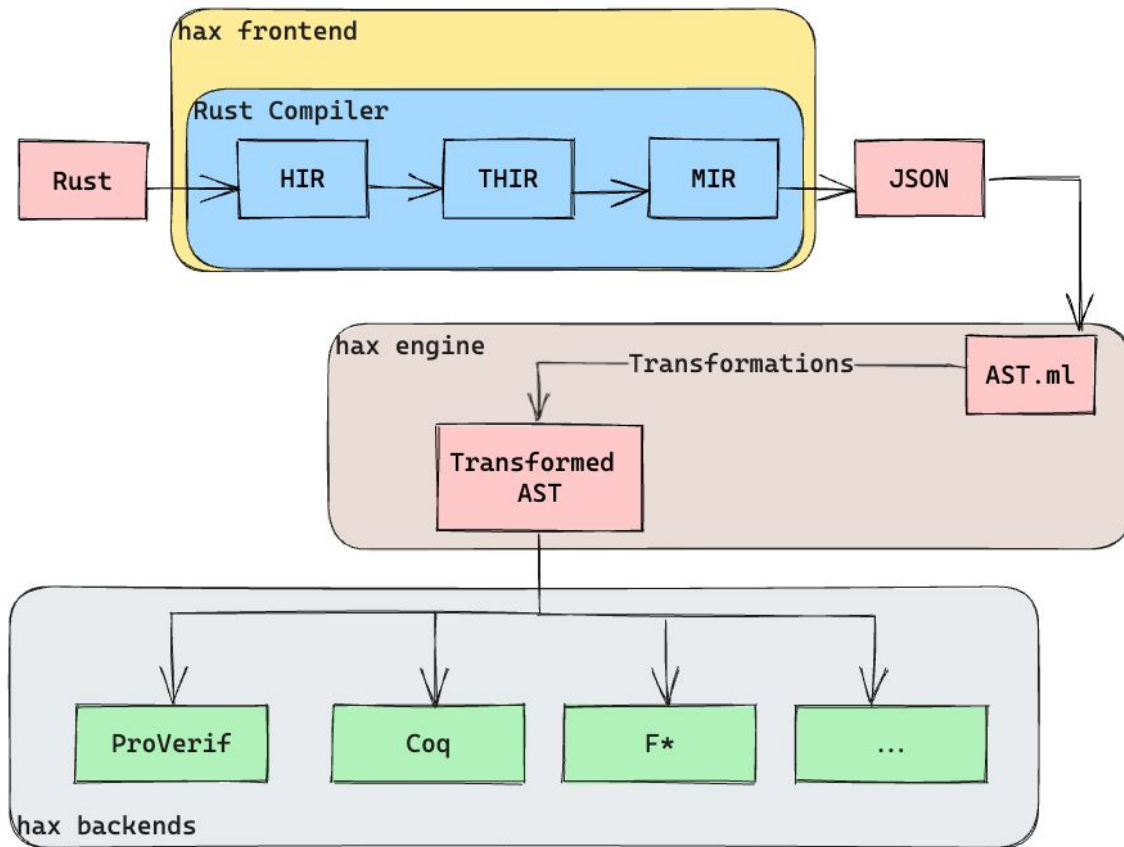 hax frontend
Rust Compiler
Rust
HIR
THIR
MIR
JSON
hax engine
Transformations
AST.ml
Transformed
AST
ProVerif
Coq
F*
...
hax backends